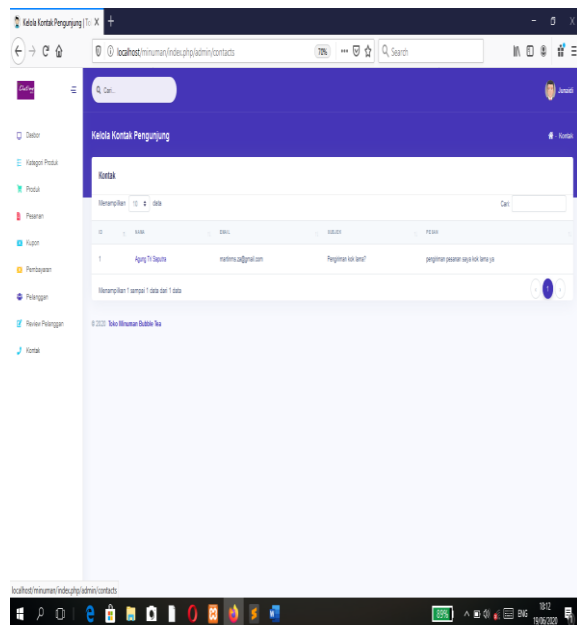 Kelola Kontak Pengunjung | To
localhost/minuman/index.php/admin/contacts
70%
Search
Cari...
Junaidi
Dasbor
Kategori Produk
Produk
Pesanan
Kupon
Pembayaran
Pelanggan
Review Pelanggan
Kontak
Kelola Kontak Pengunjung
- Kontak
Kontak
Menampilkan 10 data
Cari:
ID NAMA EMAIL SUBJEK PESAN
1 Agung Tri Saputra Pengiriman kok lama? pengiriman pesanan saya kok lama ya
Menampilkan 1 sampai 1 data dari 1 data
1
© 2020 Toko Minuman Bubble Tea
localhost/minuman/index.php/admin/contacts
89%
ENG
18:12
19/06/2020